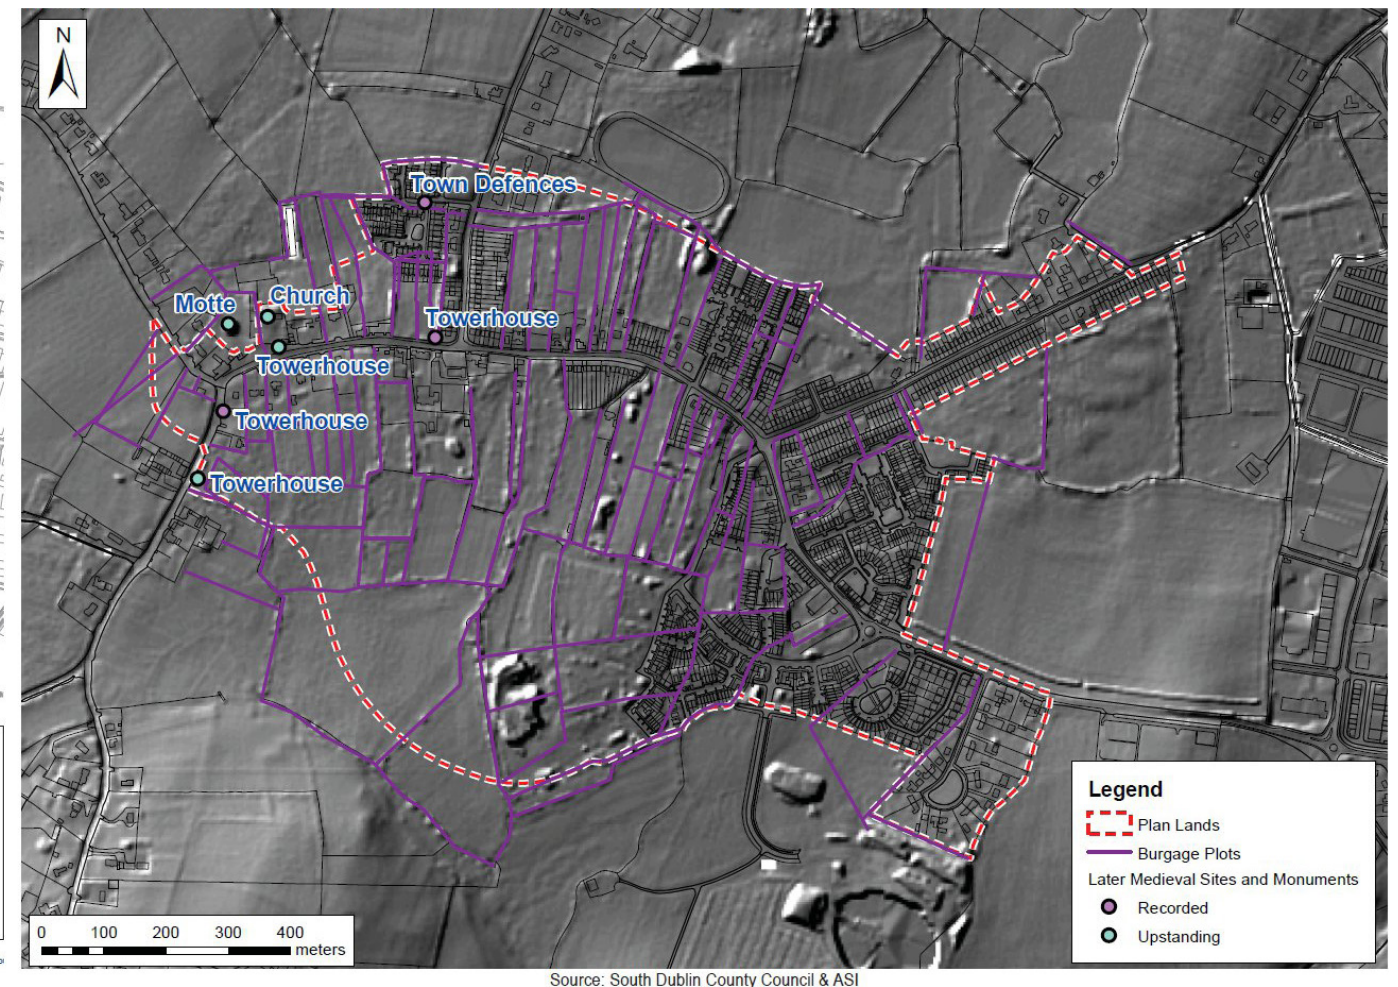 N
Town Defences
Motte
Church
Towerhouse
Towerhouse
Towerhouse
Towerhouse
Legend
Plan Lands
Burgage Plots
Later Medieval Sites and Monuments
Recorded
Upstanding
0 100 200 300 400
meters
Source: South Dublin County Council & ASI